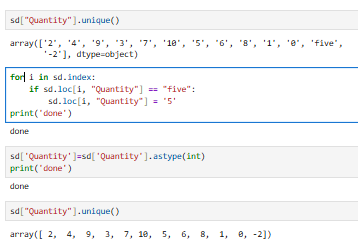 sd["Quantity"].unique()
array(['2', '4', '9', '3', '7', '10', '5', '6', '8', '1', '0', 'five',
'-2'], dtype=object)
for i in sd.index:
if sd.loc[i, "Quantity"] == "five":
sd.loc[i, "Quantity"] = '5'
print('done')
done
sd['Quantity']=sd['Quantity'].astype(int)
print('done')
done
sd["Quantity"].unique()
array([ 2, 4, 9, 3, 7, 10, 5, 6, 8, 1, 0, -2])